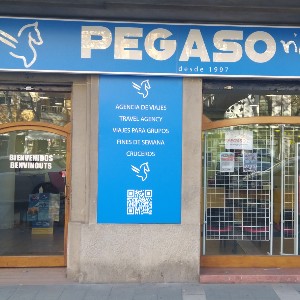 PEGASO
desde 1997
AGENCIA DE VIAJES
TRAVEL AGENCY
VIAJES PARA GRUPOS
FINES DE SEMANA
CRUCEROS
BIENVENIDOS
BENVINGUTS